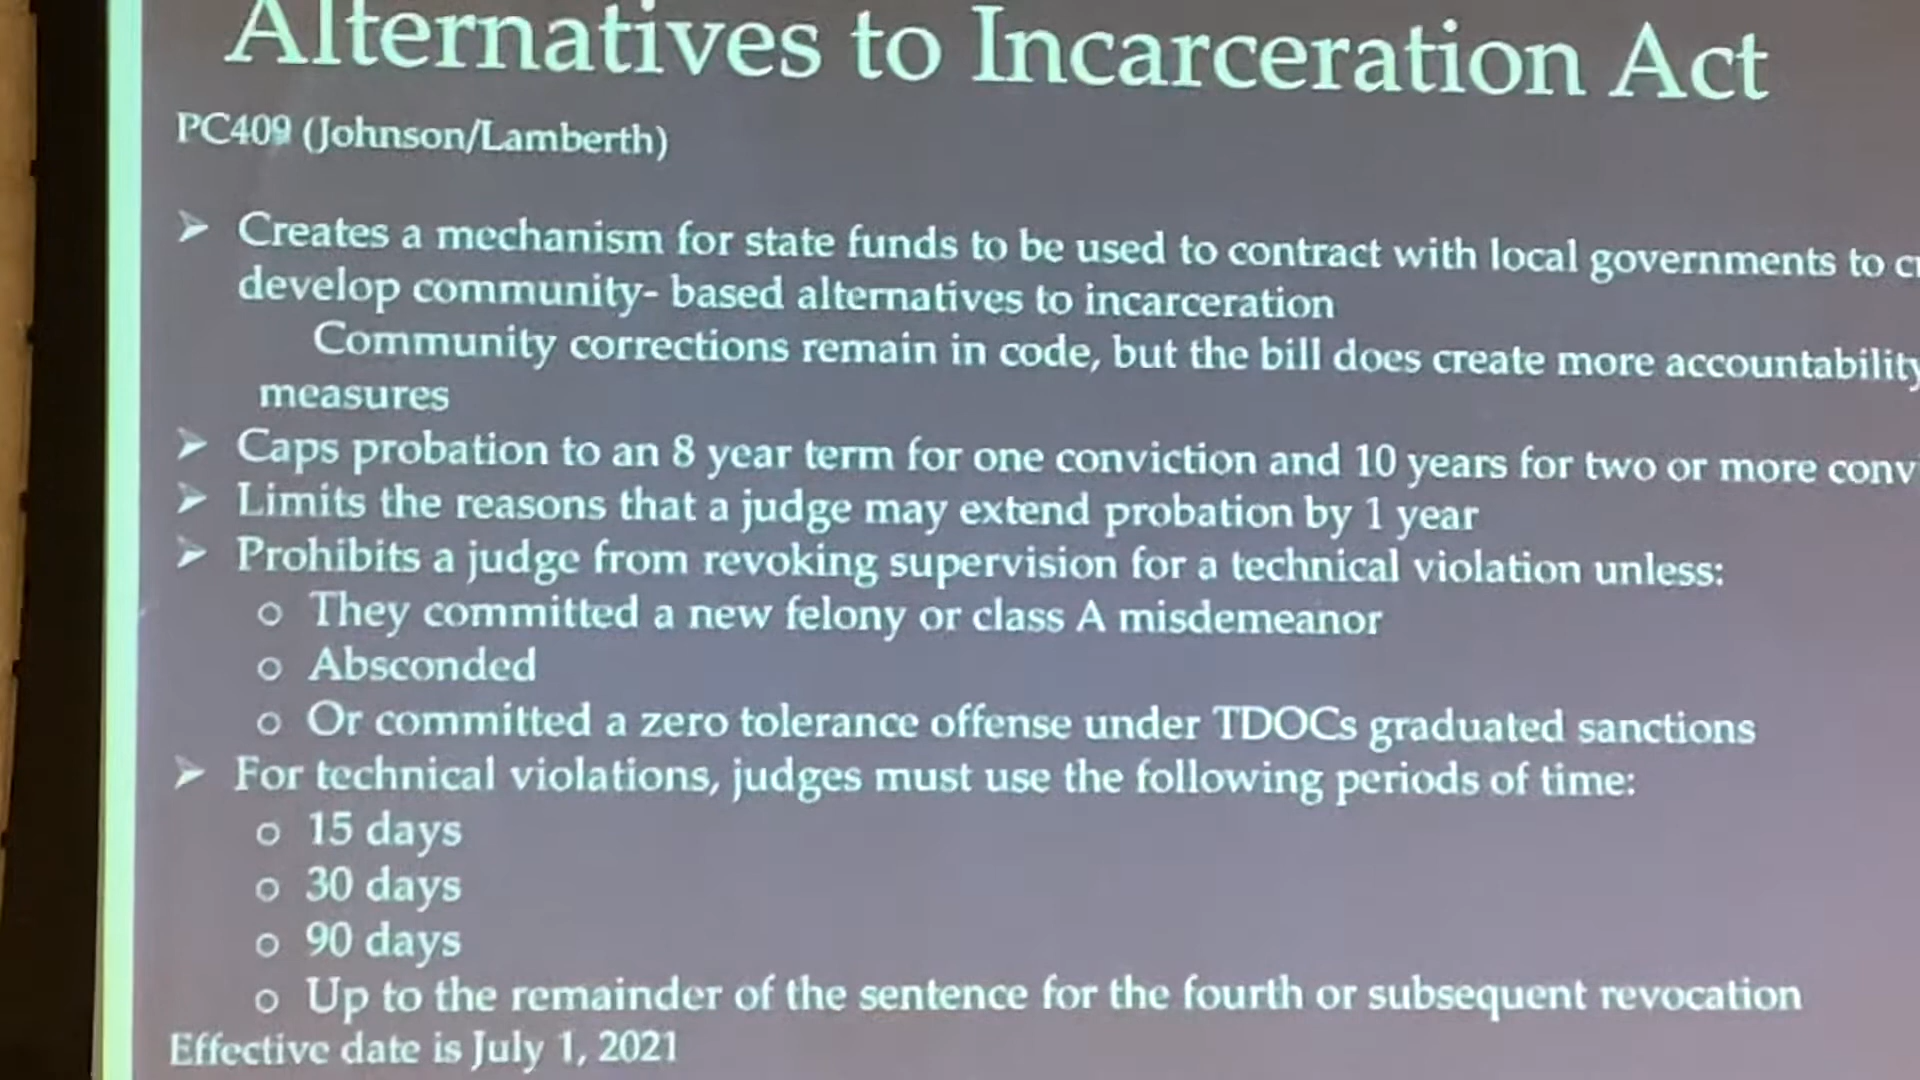 Alternatives to Incarceration Act
PC409 (Johnson/Lamberth)
➢ Creates a mechanism for state funds to be used to contract with local governments to
develop community- based alternatives to incarceration
Community corrections remain in code, but the bill does create more accountability
measures
➢ Caps probation to an 8 year term for one conviction and 10 years for two or more
➢ Limits the reasons that a judge may extend probation by 1 year
➢ Prohibits a judge from revoking supervision for a technical violation unless:
o They committed a new felony or class A misdemeanor
o Absconded
o Or committed a zero tolerance offense under TDOCs graduated sanctions
➢ For technical violations, judges must use the following periods of time:
o 15 days
o 30 days
o 90 days
o Up to the remainder of the sentence for the fourth or subsequent revocation
Effective date is July 1, 2021